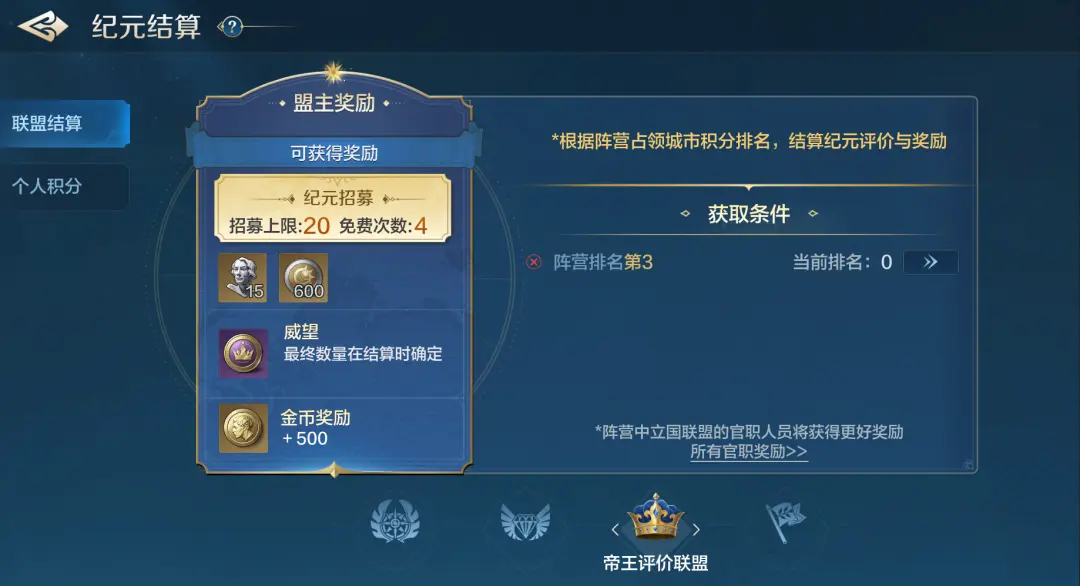 纪元结算 ?
联盟结算
个人积分
盟主奖励
可获得奖励
纪元招募
招募上限:20 免费次数:4
15 600
威望
最终数量在结算时确定
金币奖励
+500
*根据阵营占领城市积分排名，结算纪元评价与奖励
获取条件
阵营排名第3 当前排名：0
*阵营中立国联盟的官职人员将获得更好奖励
所有官职奖励>>
帝王评价联盟